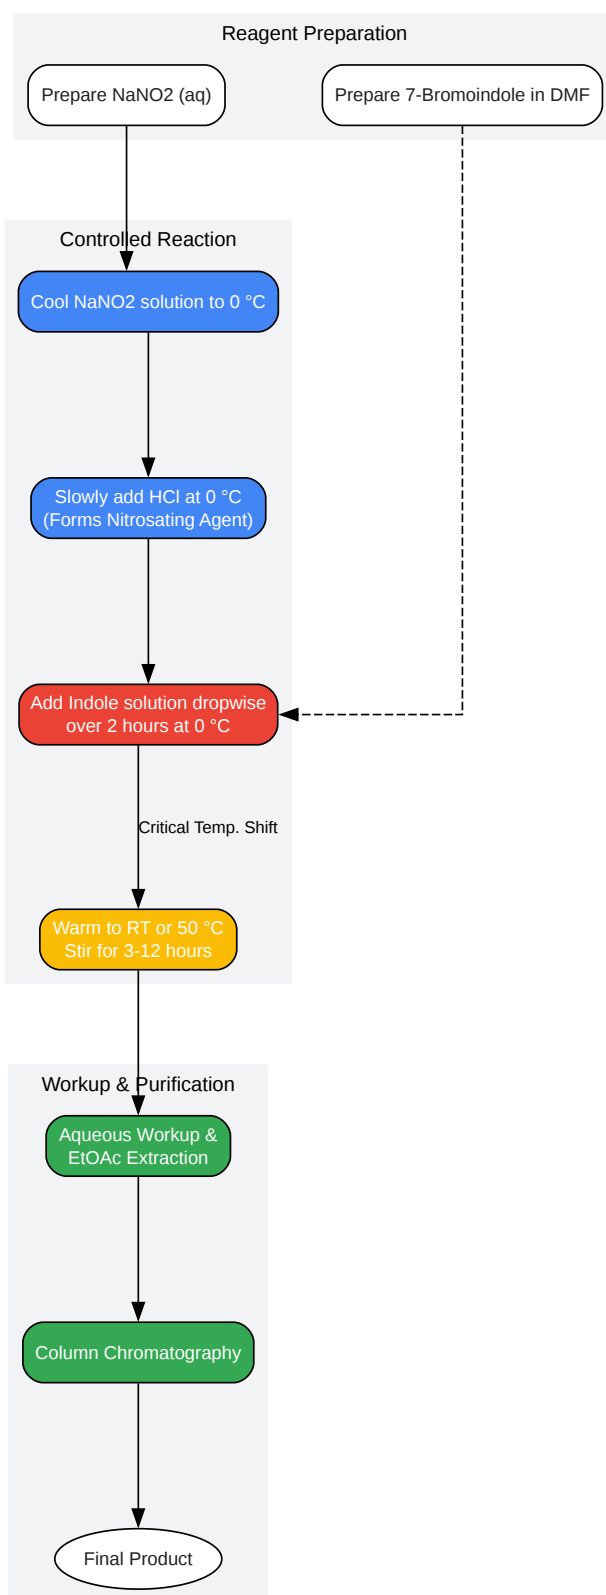 Reagent Preparation
Prepare NaNO2 (aq)
Prepare 7-Bromoindole in DMF
Controlled Reaction
Cool NaNO2 solution to 0 °C
Slowly add HCl at 0 °C
(Forms Nitrosating Agent)
Add Indole solution dropwise
over 2 hours at 0 °C
Critical Temp. Shift
Warm to RT or 50 °C
Stir for 3-12 hours
Workup & Purification
Aqueous Workup &
EtOAc Extraction
Column Chromatography
Final Product